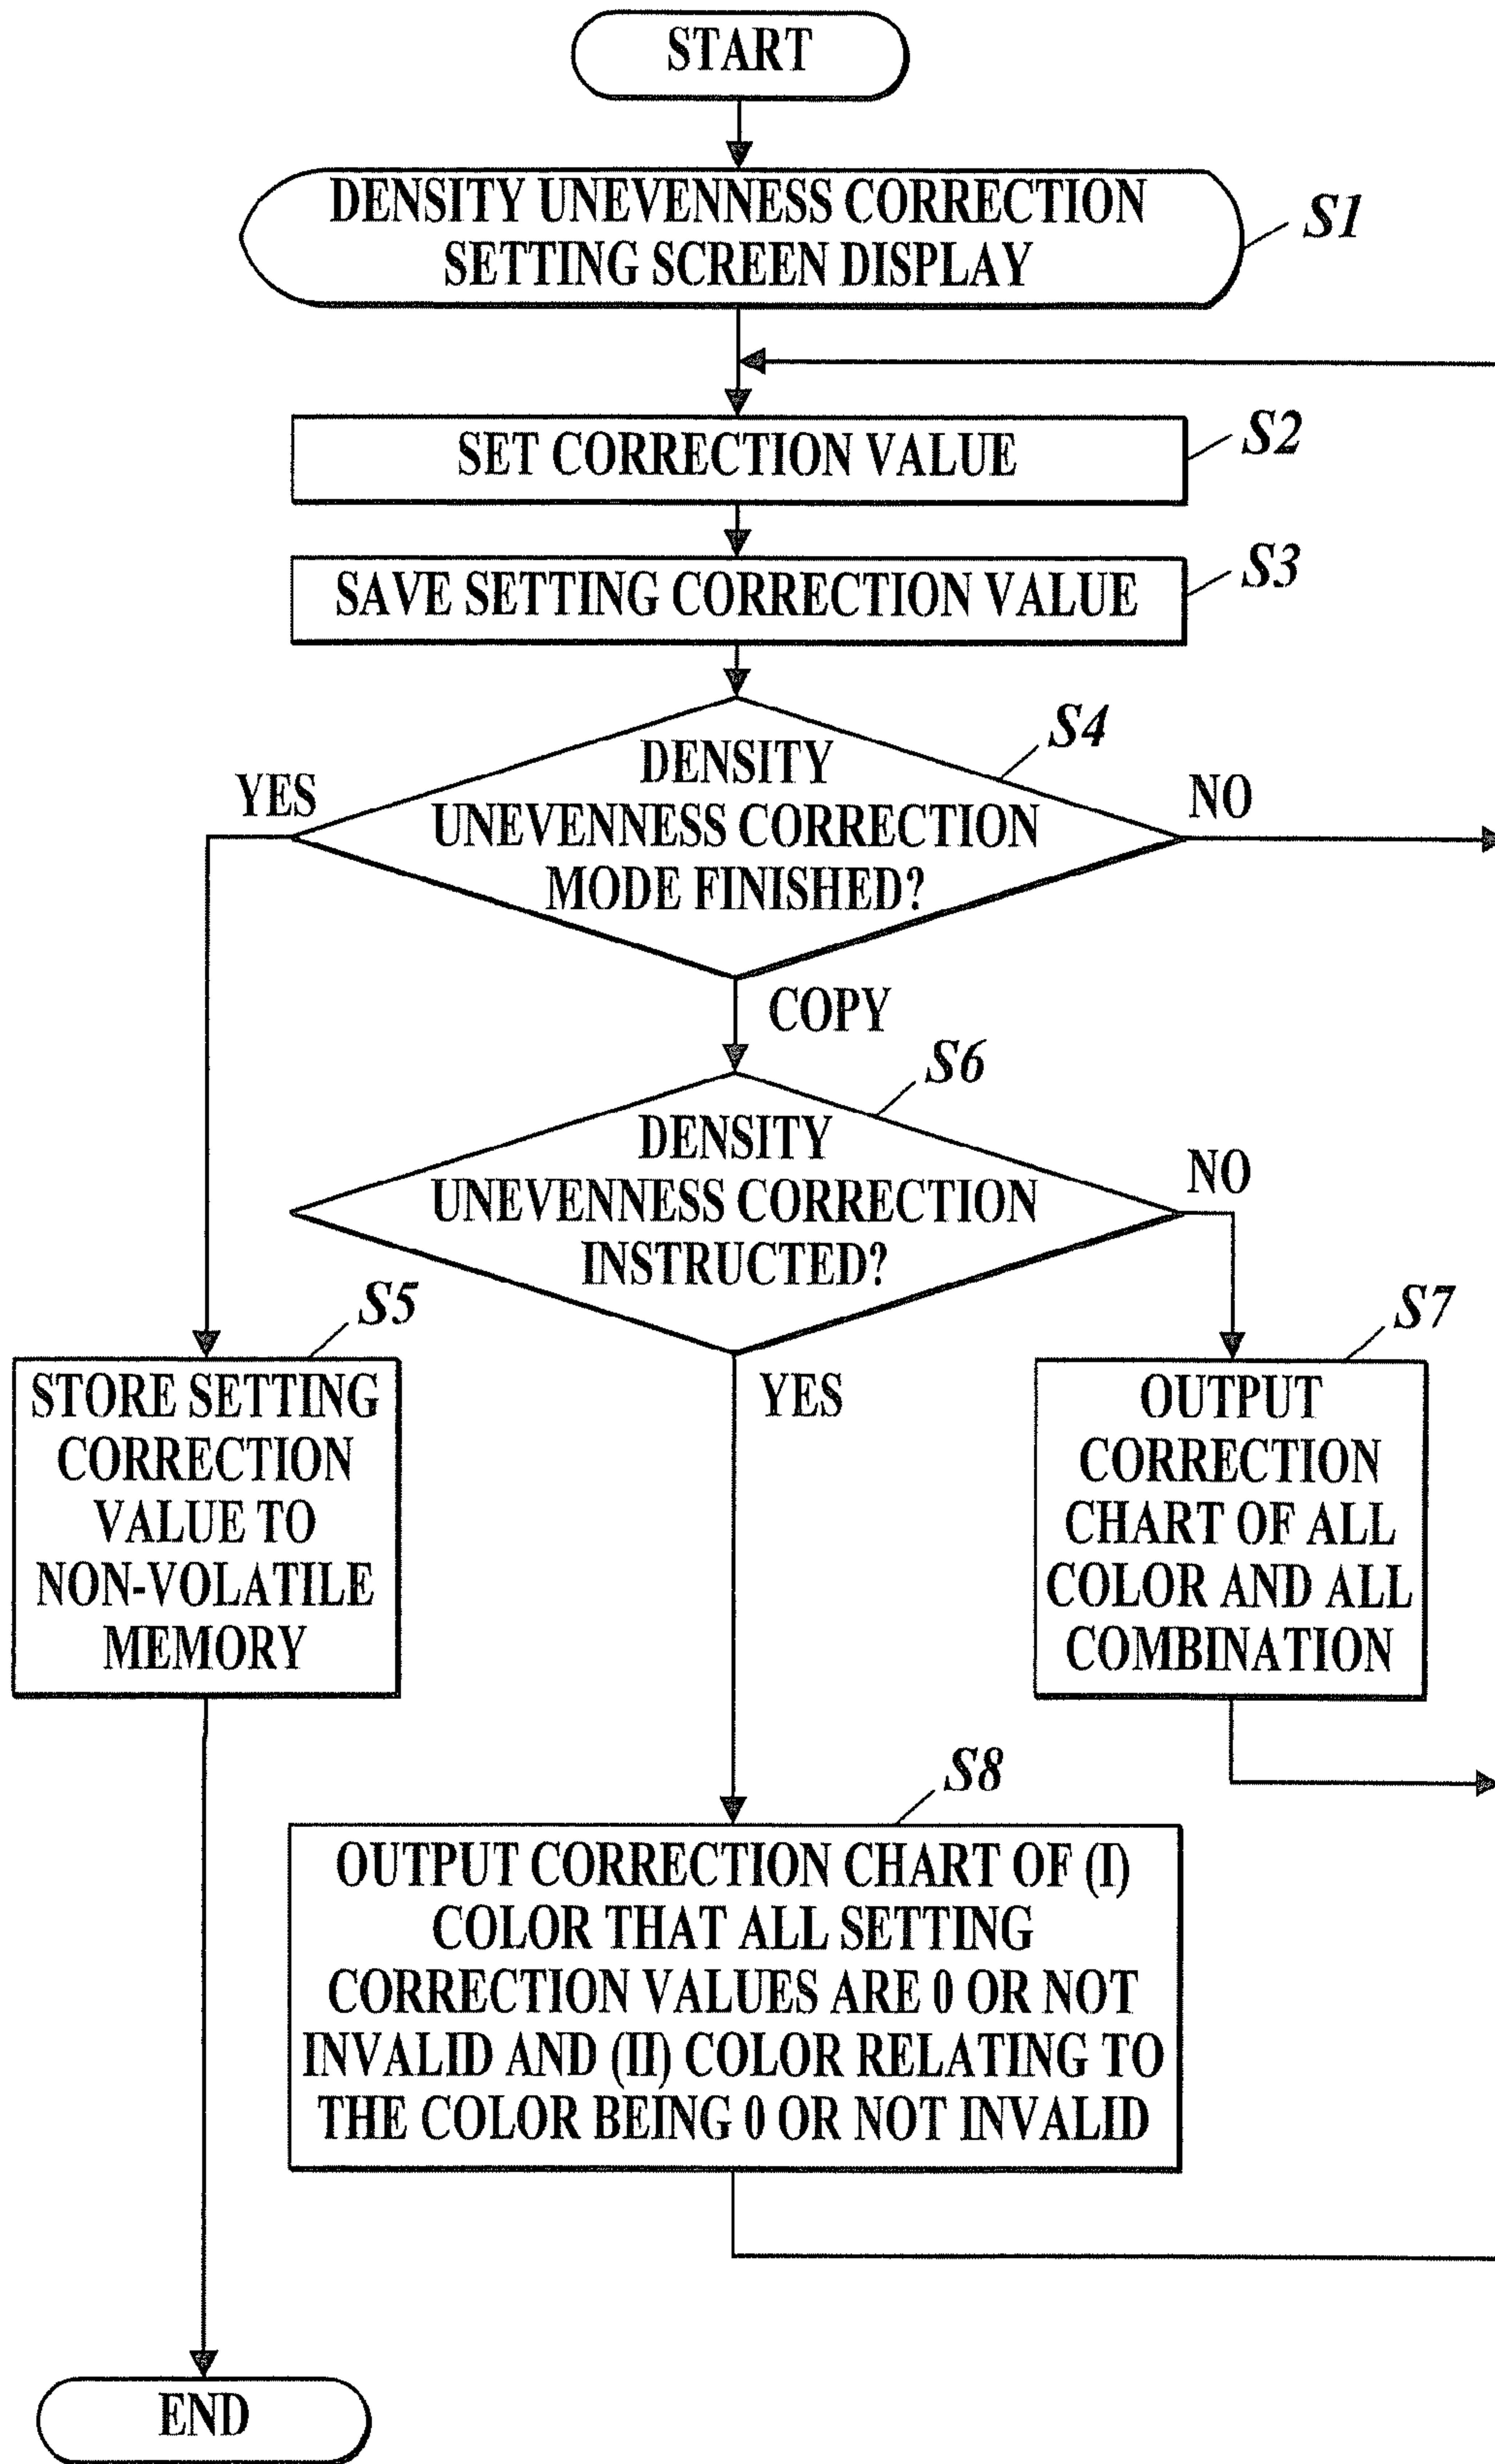 START
DENSITY UNEVENNESS CORRECTION
SETTING SCREEN DISPLAY
S1
SET CORRECTION VALUE
S2
SAVE SETTING CORRECTION VALUE
S3
DENSITY
UNEVENNESS CORRECTION
MODE FINISHED?
S4
YES
NO
COPY
DENSITY
UNEVENNESS CORRECTION
INSTRUCTED?
S6
NO
YES
S5
STORE SETTING
CORRECTION
VALUE TO
NON-VOLATILE
MEMORY
S7
OUTPUT
CORRECTION
CHART OF ALL
COLOR AND ALL
COMBINATION
S8
OUTPUT CORRECTION CHART OF (I)
COLOR THAT ALL SETTING
CORRECTION VALUES ARE 0 OR NOT
INVALID AND (II) COLOR RELATING TO
THE COLOR BEING 0 OR NOT INVALID
END